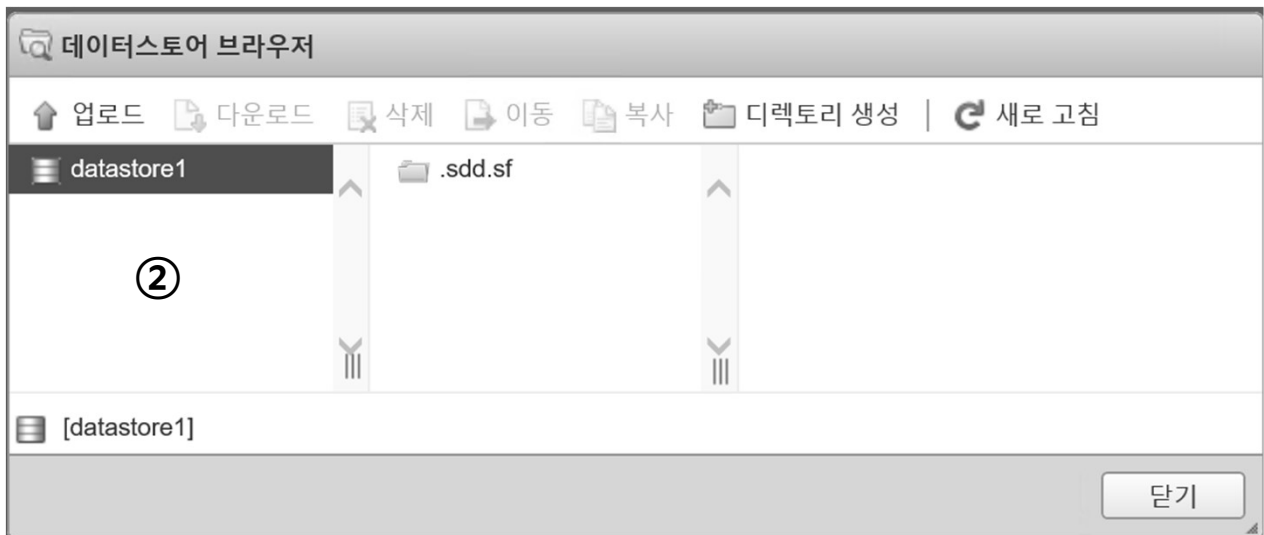 데이터스토어 브라우저
업로드 다운로드 삭제 이동 복사 디렉토리 생성 | 새로 고침
datastore1 .sdd.sf
②
[datastore1]
닫기